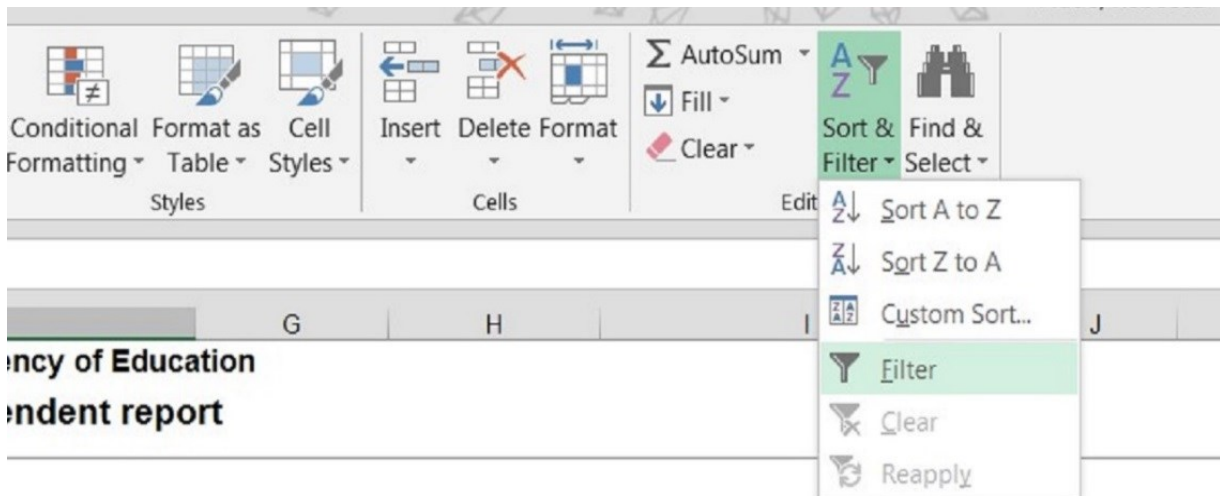 AutoSum
Fill
Clear
Conditional Formatting
Format as Table
Cell Styles
Insert
Delete
Format
Sort & Filter
Find & Select
Styles
Cells
Edit
Sort A to Z
Sort Z to A
Custom Sort...
Filter
Clear
Reapply
G
H
I
J
ncy of Education
endent report